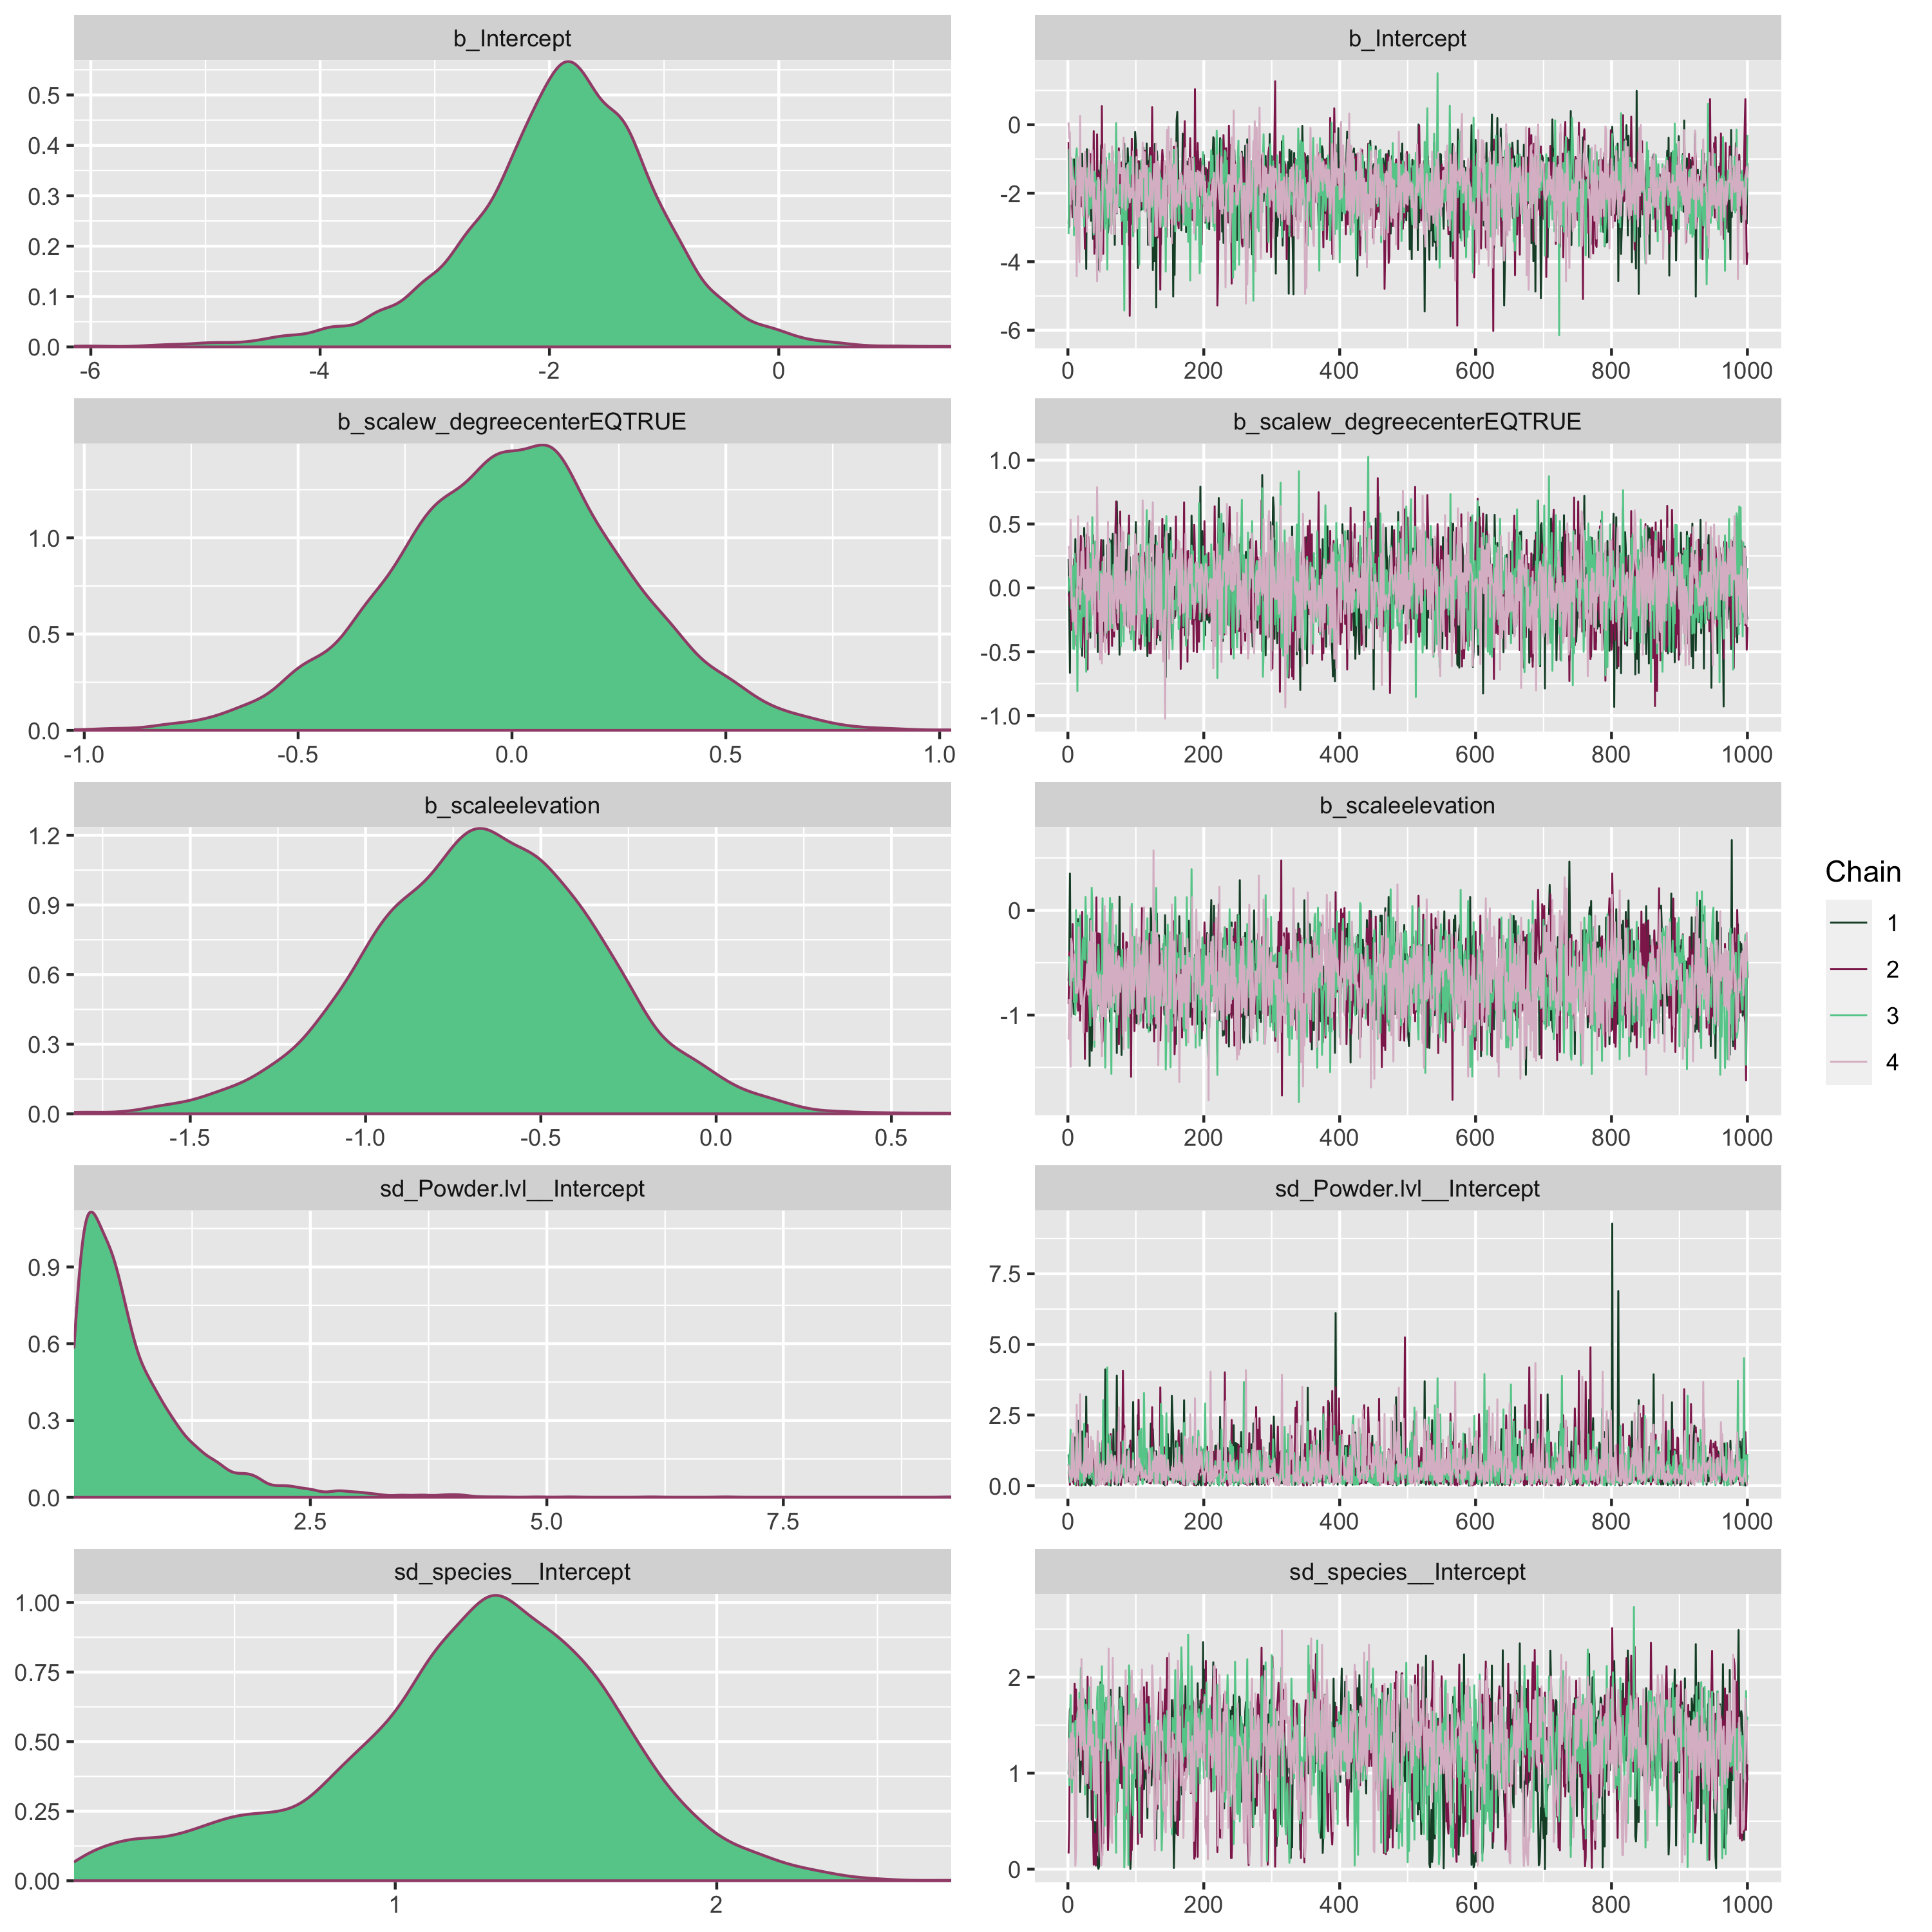 b_Intercept
b_Intercept
0.5
0.4
0.3
0.2
0.1
0.0
-6 -4 -2 0
0
-2
-4
-6
0 200 400 600 800 1000
b_scalew_degreecenterEQTRUE
b_scalew_degreecenterEQTRUE
1.0
0.5
0.0
-1.0 -0.5 0.0 0.5 1.0
1.0
0.5
0.0
-0.5
-1.0
0 200 400 600 800 1000
b_scaleelevation
b_scaleelevation
1.2
0.9
0.6
0.3
0.0
-1.5 -1.0 -0.5 0.0 0.5
0
-1
0 200 400 600 800 1000
sd_Powder.lvl__Intercept
sd_Powder.lvl__Intercept
0.9
0.6
0.3
0.0
2.5 5.0 7.5
7.5
5.0
2.5
0.0
0 200 400 600 800 1000
sd_species__Intercept
sd_species__Intercept
1.00
0.75
0.50
0.25
0.00
1 2
2
1
0
0 200 400 600 800 1000
Chain
1
2
3
4